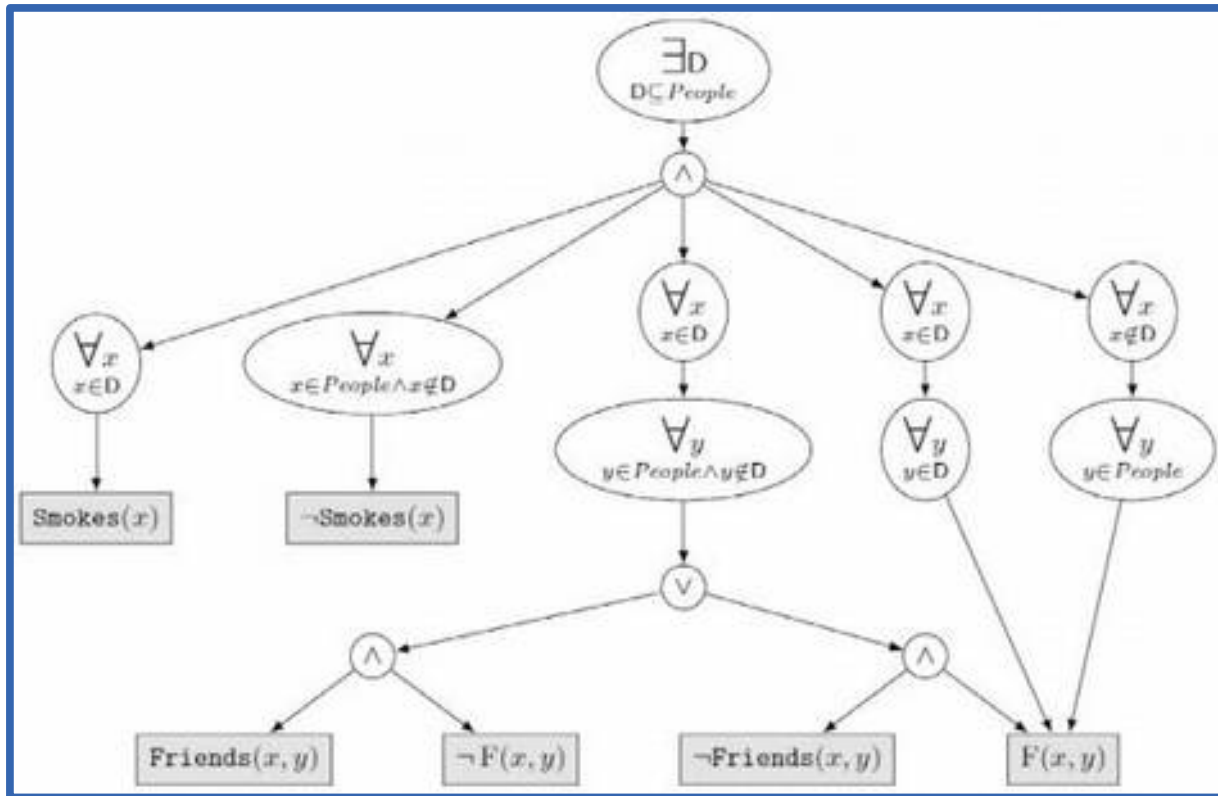 ∃D
D⊆People
∧
∀x
x∈D
∀x
x∈People∧x∉D
∀x
x∈D
∀x
x∈D
∀x
x∉D
∀y
y∈People∧y∉D
∀y
y∈D
∀y
y∈People
Smokes(x)
¬Smokes(x)
∨
∧
∧
Friends(x, y)
¬ F(x, y)
¬Friends(x, y)
F(x, y)